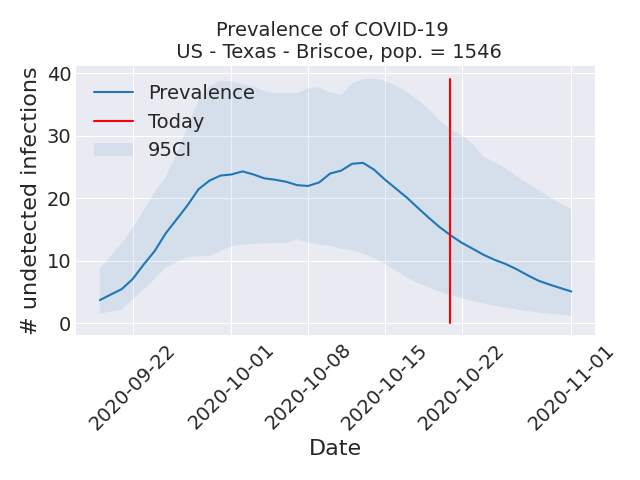 Prevalence of COVID-19
US - Texas - Briscoe, pop. = 1546
# undetected infections
40
30
20
10
0
Prevalence
Today
95CI
2020-09-22
2020-10-01
2020-10-08
2020-10-15
2020-10-22
2020-11-01
Date